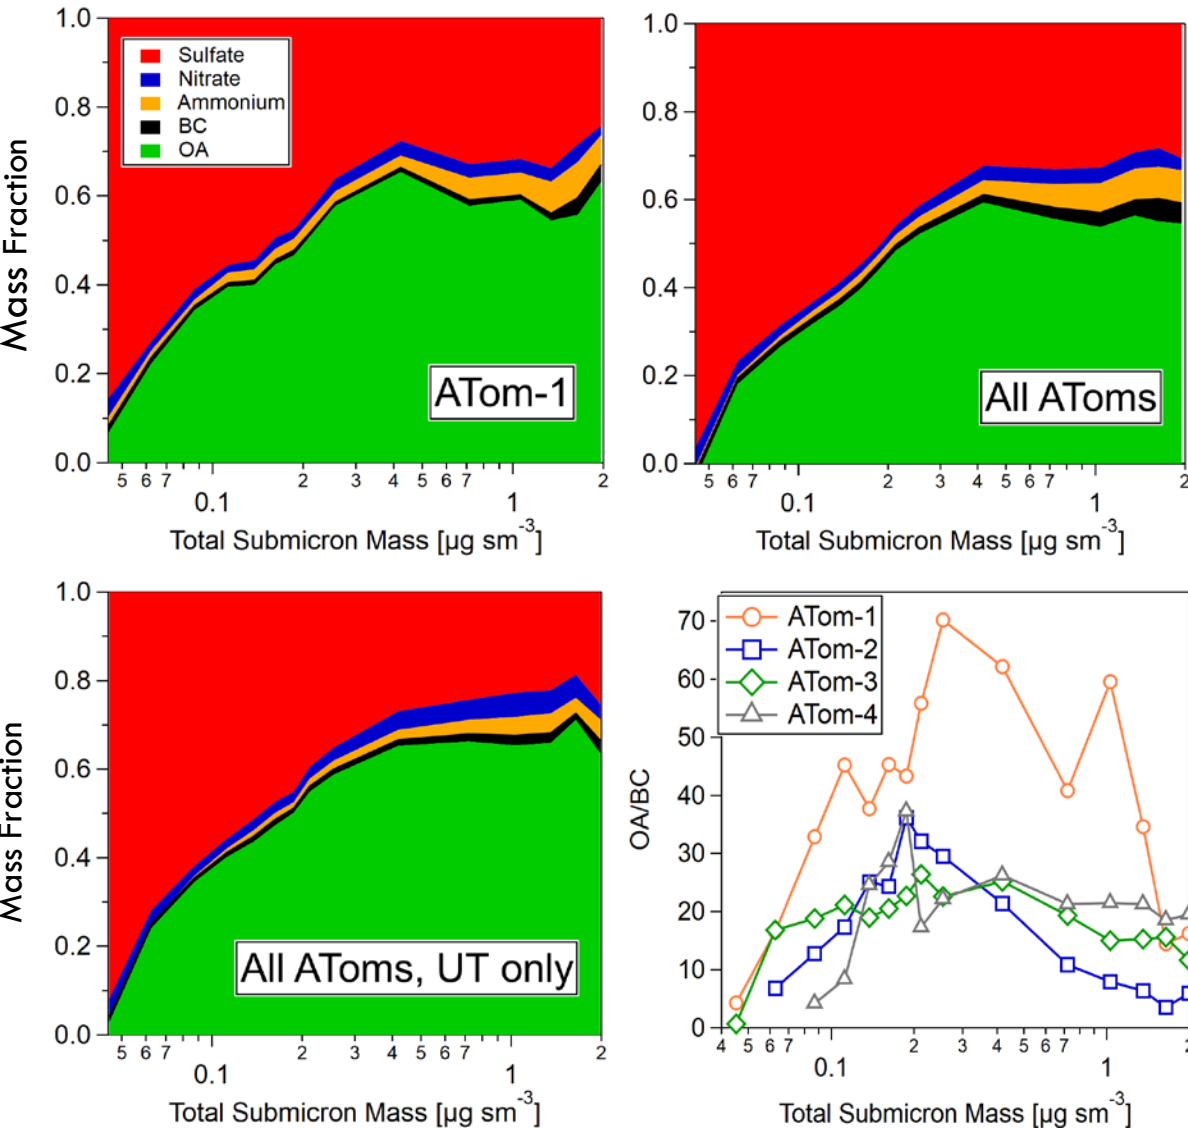 Mass Fraction
1.0
0.8
0.6
0.4
0.2
0.0
Sulfate
Nitrate
Ammonium
BC
OA
ATom-1
5 6 7 2 3 4 5 6 7 2
0.1 1
Total Submicron Mass [µg sm-3]
1.0
0.8
0.6
0.4
0.2
0.0
All AToms
5 6 7 2 3 4 5 6 7 2
0.1 1
Total Submicron Mass [µg sm-3]
Mass Fraction
1.0
0.8
0.6
0.4
0.2
0.0
All AToms, UT only
5 6 7 2 3 4 5 6 7 2
0.1 1
Total Submicron Mass [µg sm-3]
OA/BC
70
60
50
40
30
20
10
0
ATom-1
ATom-2
ATom-3
ATom-4
4 5 6 7 2 3 4 5 6 7 2
0.1 1
Total Submicron Mass [µg sm-3]